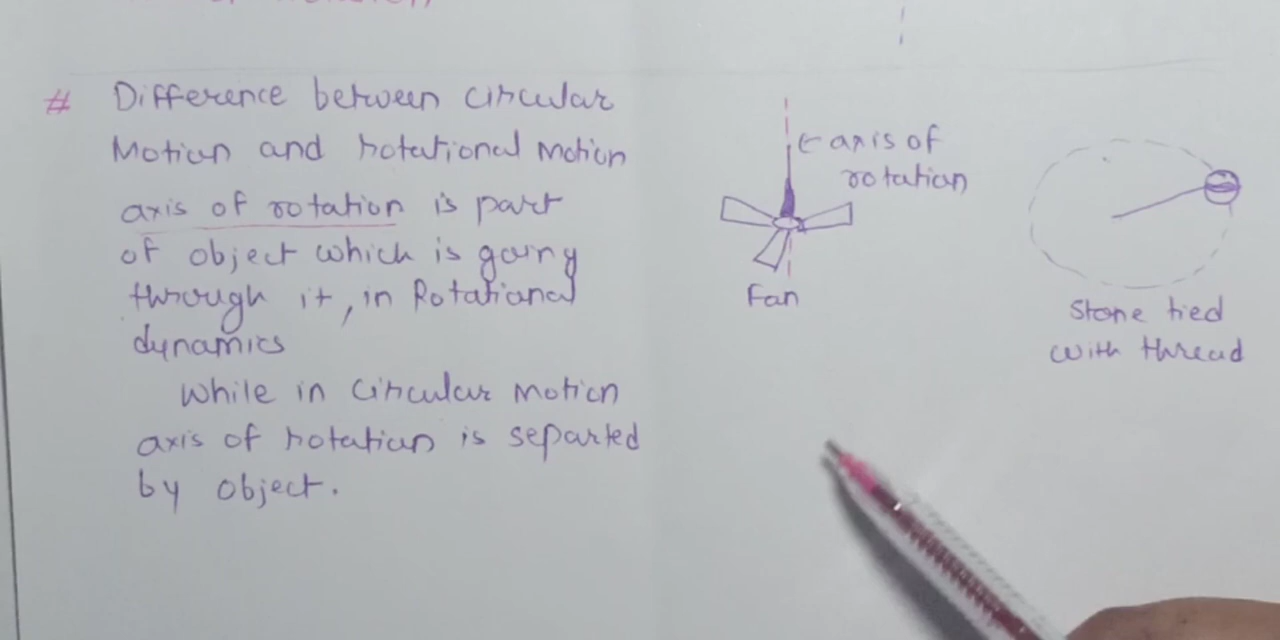 # Difference between circular
Motion and rotational motion
axis of rotation is part
of object which is going
through it, in Rotational
dynamics
While in circular motion
axis of rotation is separted
by object.
axis of
rotation
Fan
Stone tied
with thread